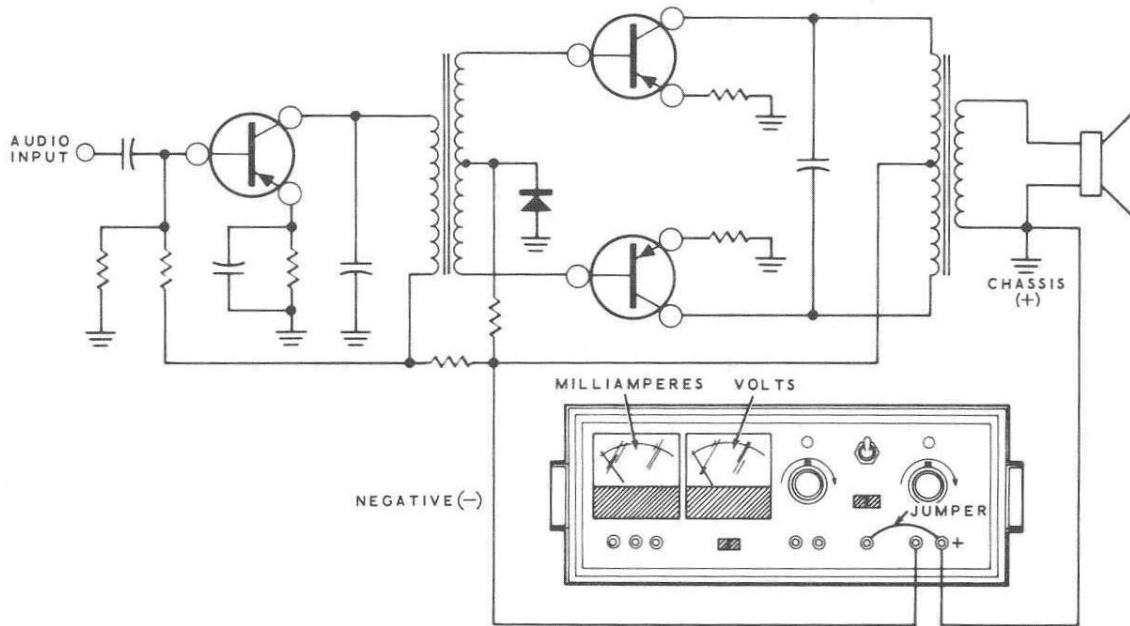 AUDIO
INPUT
CHASSIS
(+)
MILLIAMPERES
VOLTS
NEGATIVE (-)
JUMPER
+